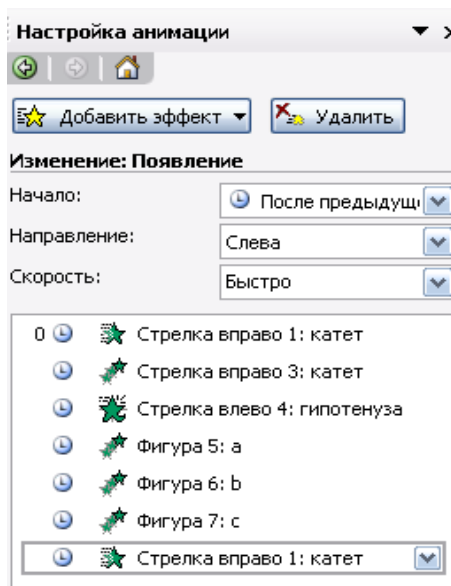 Настройка анимации
Добавить эффект Удалить
Изменение: Появление
Начало: После предыдущ
Направление: Слева
Скорость: Быстро
0 Стрелка вправо 1: катет
Стрелка вправо 3: катет
Стрелка влево 4: гипотенуза
Фигура 5: a
Фигура 6: b
Фигура 7: c
Стрелка вправо 1: катет